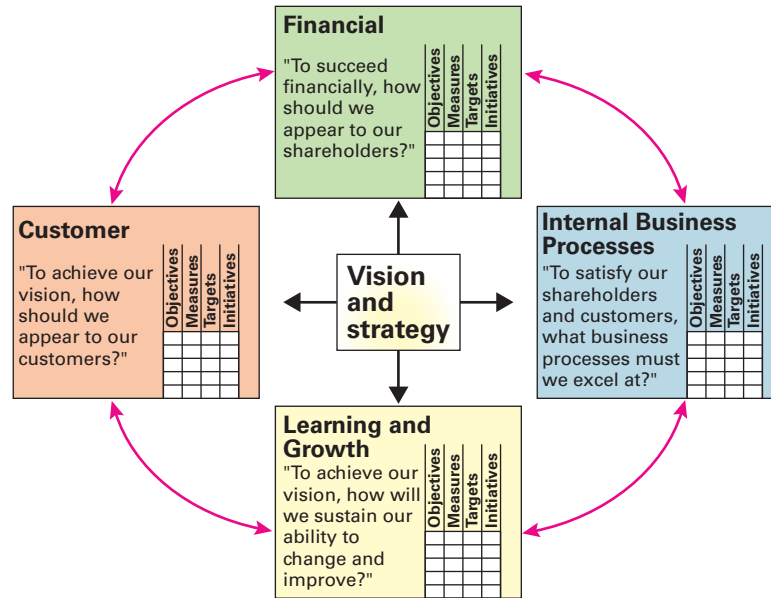 Financial
"To succeed
financially, how
should we
appear to our
shareholders?"
Objectives
Measures
Targets
Initiatives
Customer
"To achieve our
vision, how
should we
appear to our
customers?"
Objectives
Measures
Targets
Initiatives
Vision
and
strategy
Internal Business
Processes
"To satisfy our
shareholders
and customers,
what business
processes must
we excel at?"
Objectives
Measures
Targets
Initiatives
Learning and
Growth
"To achieve our
vision, how will
we sustain our
ability to
change and
improve?"
Objectives
Measures
Targets
Initiatives